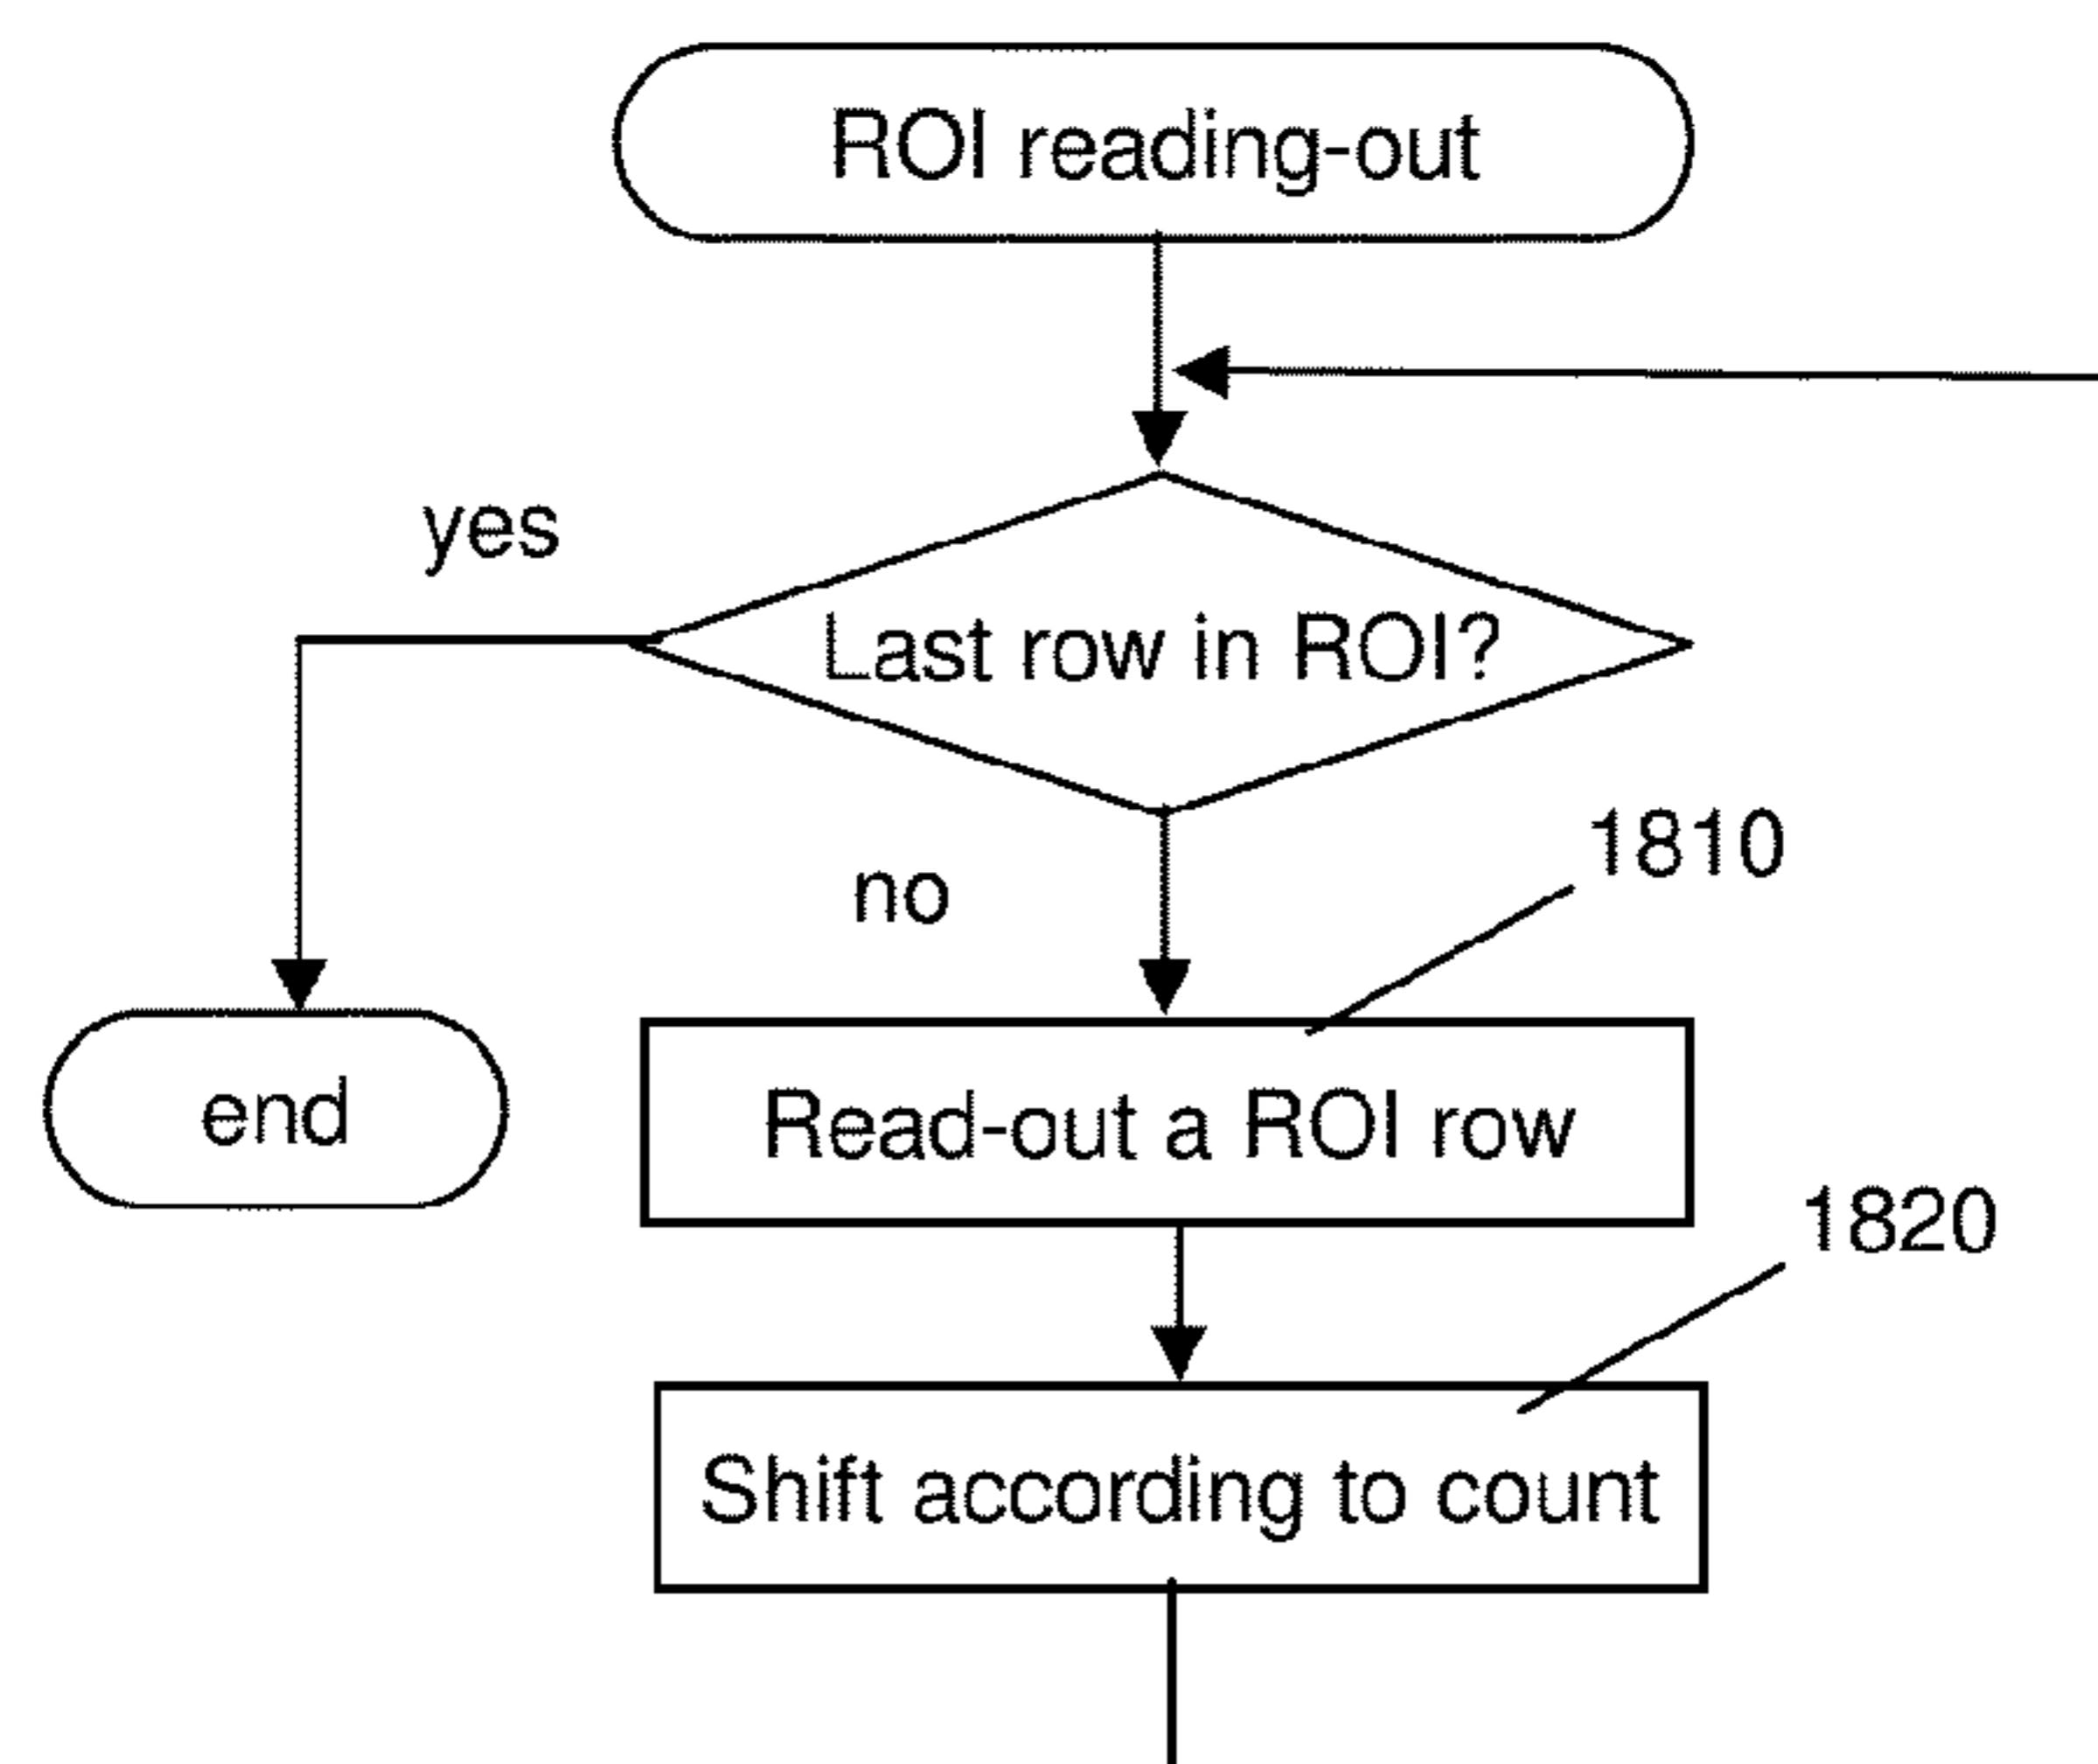 ROI reading-out
yes
Last row in ROI?
1810
no
end
Read-out a ROI row
1820
Shift according to count